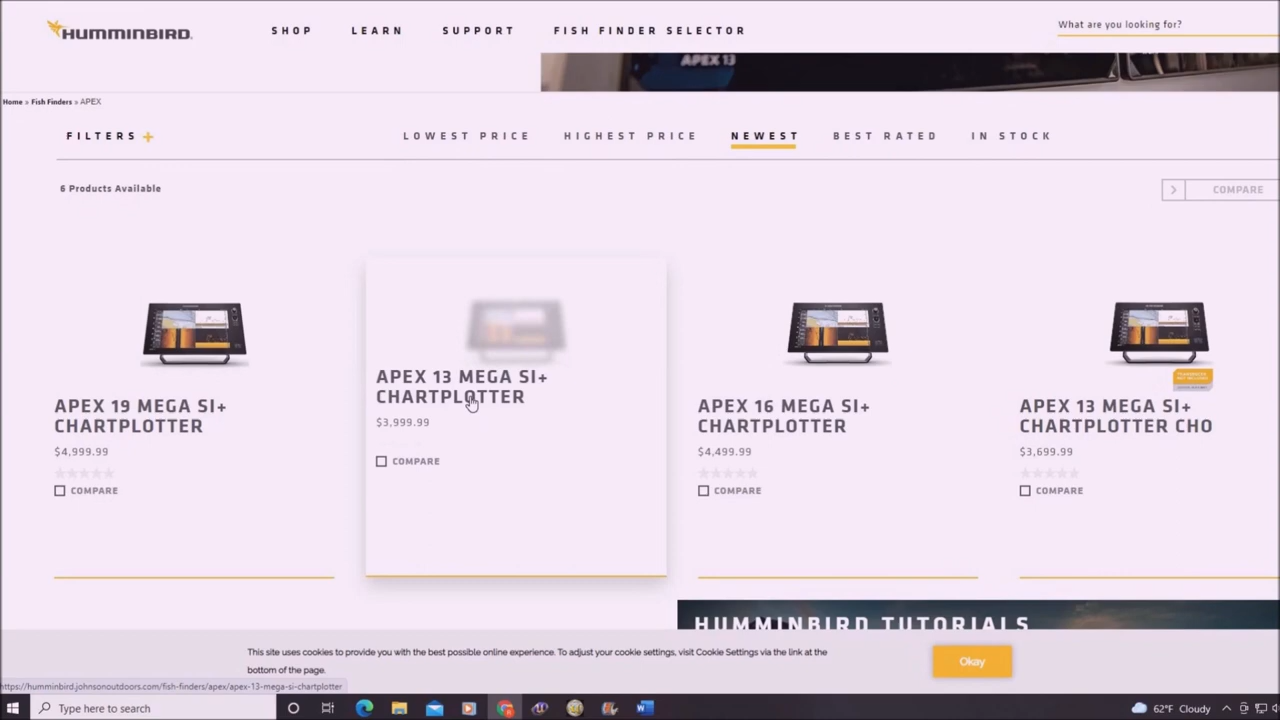 HUMMINBIRD.
SHOP
LEARN
SUPPORT
FISH FINDER SELECTOR
What are you looking for?
APEX 13
Home » Fish Finders » APEX
FILTERS +
LOWEST PRICE
HIGHEST PRICE
NEWEST
BEST RATED
IN STOCK
6 Products Available
COMPARE
APEX 19 MEGA SI+
CHARTPLOTTER
$4,999.99
COMPARE
APEX 13 MEGA SI+
CHARTPLOTTER
$3,999.99
COMPARE
APEX 16 MEGA SI+
CHARTPLOTTER
$4,499.99
COMPARE
APEX 13 MEGA SI+
CHARTPLOTTER CHO
$3,699.99
COMPARE
HUMMINBIRD TUTORIALS
This site uses cookies to provide you with the best possible online experience. To adjust your cookie settings, visit Cookie Settings via the link at the
bottom of the page.
Okay
https://humminbird.johnsonoutdoors.com/fish-finders/apex/apex-13-mega-si-chartplotter
Type here to search
62°F Cloudy